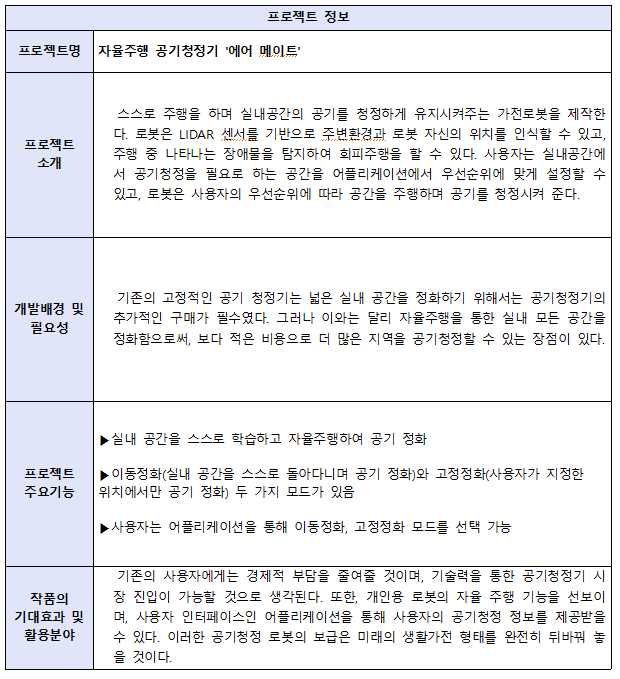 프로젝트 정보
프로젝트명
자율주행 공기청정기 '에어 메이트'
프로젝트
소개
스스로 주행을 하며 실내공간의 공기를 청정하게 유지시켜주는 가전로봇을 제작한
다. 로봇은 LIDAR 센서를 기반으로 주변환경과 로봇 자신의 위치를 인식할 수 있고,
주행 중 나타나는 장애물을 탐지하여 회피주행을 할 수 있다. 사용자는 실내공간에
서 공기청정을 필요로 하는 공간을 어플리케이션에서 우선순위에 맞게 설정할 수
있고, 로봇은 사용자의 우선순위에 따라 공간을 주행하며 공기를 청정시켜 준다.
개발배경 및
필요성
기존의 고정적인 공기 청정기는 넓은 실내 공간을 정화하기 위해서는 공기청정기의
추가적인 구매가 필수였다. 그러나 이와는 달리 자율주행을 통한 실내 모든 공간을
정화함으로써, 보다 적은 비용으로 더 많은 지역을 공기청정할 수 있는 장점이 있다.
프로젝트
주요기능
▶실내 공간을 스스로 학습하고 자율주행하여 공기 정화
▶이동정화(실내 공간을 스스로 돌아다니며 공기 정화)와 고정정화(사용자가 지정한
위치에서만 공기 정화) 두 가지 모드가 있음
▶사용자는 어플리케이션을 통해 이동정화, 고정정화 모드를 선택 가능
작품의
기대효과 및
활용분야
기존의 사용자에게는 경제적 부담을 줄여줄 것이며, 기술력을 통한 공기청정기 시
장 진입이 가능할 것으로 생각된다. 또한, 개인용 로봇의 자율 주행 기능을 선보이
며, 사용자 인터페이스인 어플리케이션을 통해 사용자의 공기청정 정보를 제공받을
수 있다. 이러한 공기청정 로봇의 보급은 미래의 생활가전 형태를 완전히 뒤바꿔 놓
을 것이다.